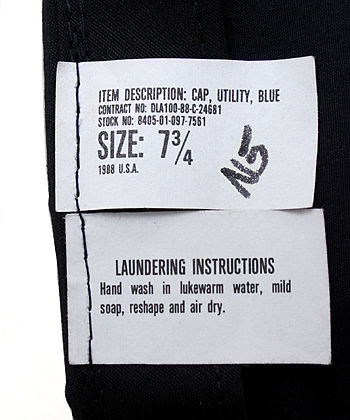 ITEM DESCRIPTION: CAP, UTILITY, BLUE
CONTRACT NO: DLA100-88-C-24681
STOCK NO: 8405-01-097-7561
SIZE: 7¾
1988 U.S.A.
LAUNDERING INSTRUCTIONS
Hand wash in lukewarm water, mild
soap, reshape and air dry.